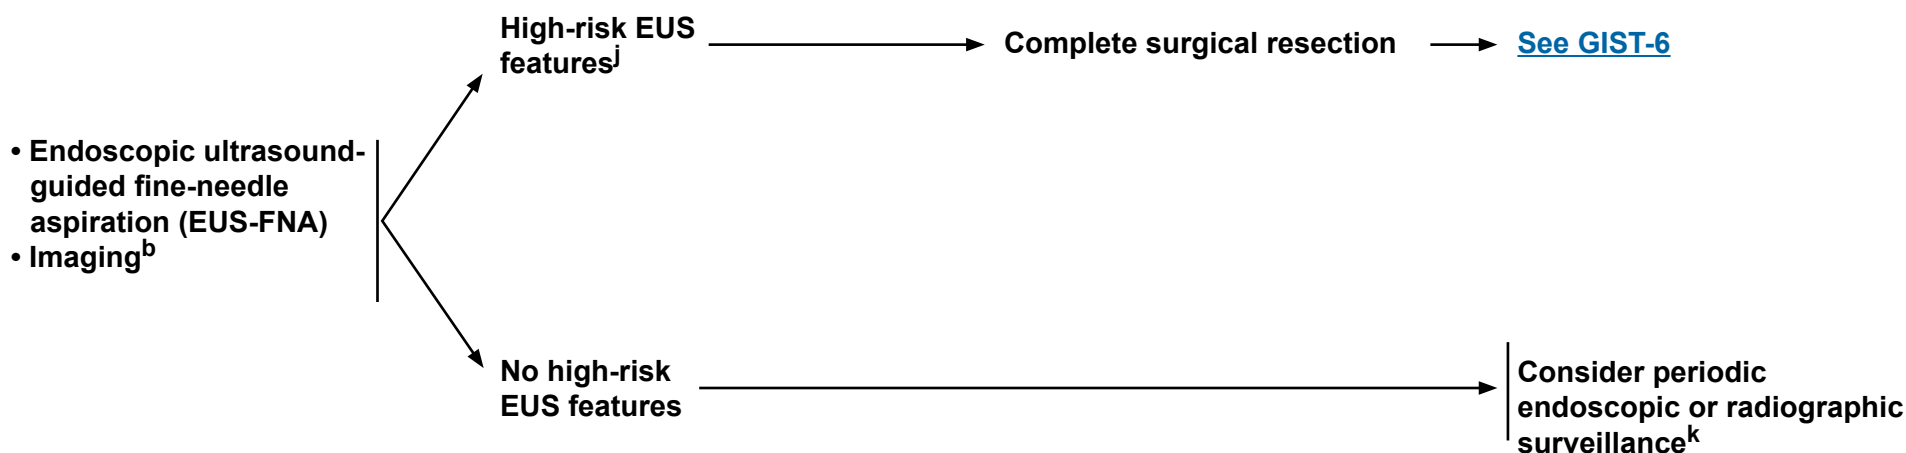 • Endoscopic ultrasound-
guided fine-needle
aspiration (EUS-FNA)
• Imagingb
High-risk EUS
featuresj
Complete surgical resection
See GIST-6
No high-risk
EUS features
Consider periodic
endoscopic or radiographic
surveillancek